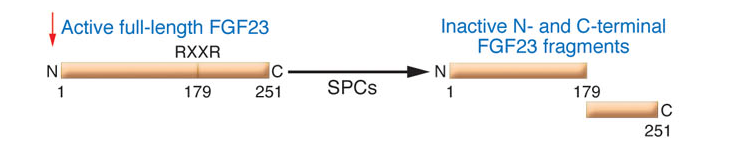 Active full-length FGF23
RXXR
N C
1 179 251
SPCs
Inactive N- and C-terminal
FGF23 fragments
N
1 179
C
251